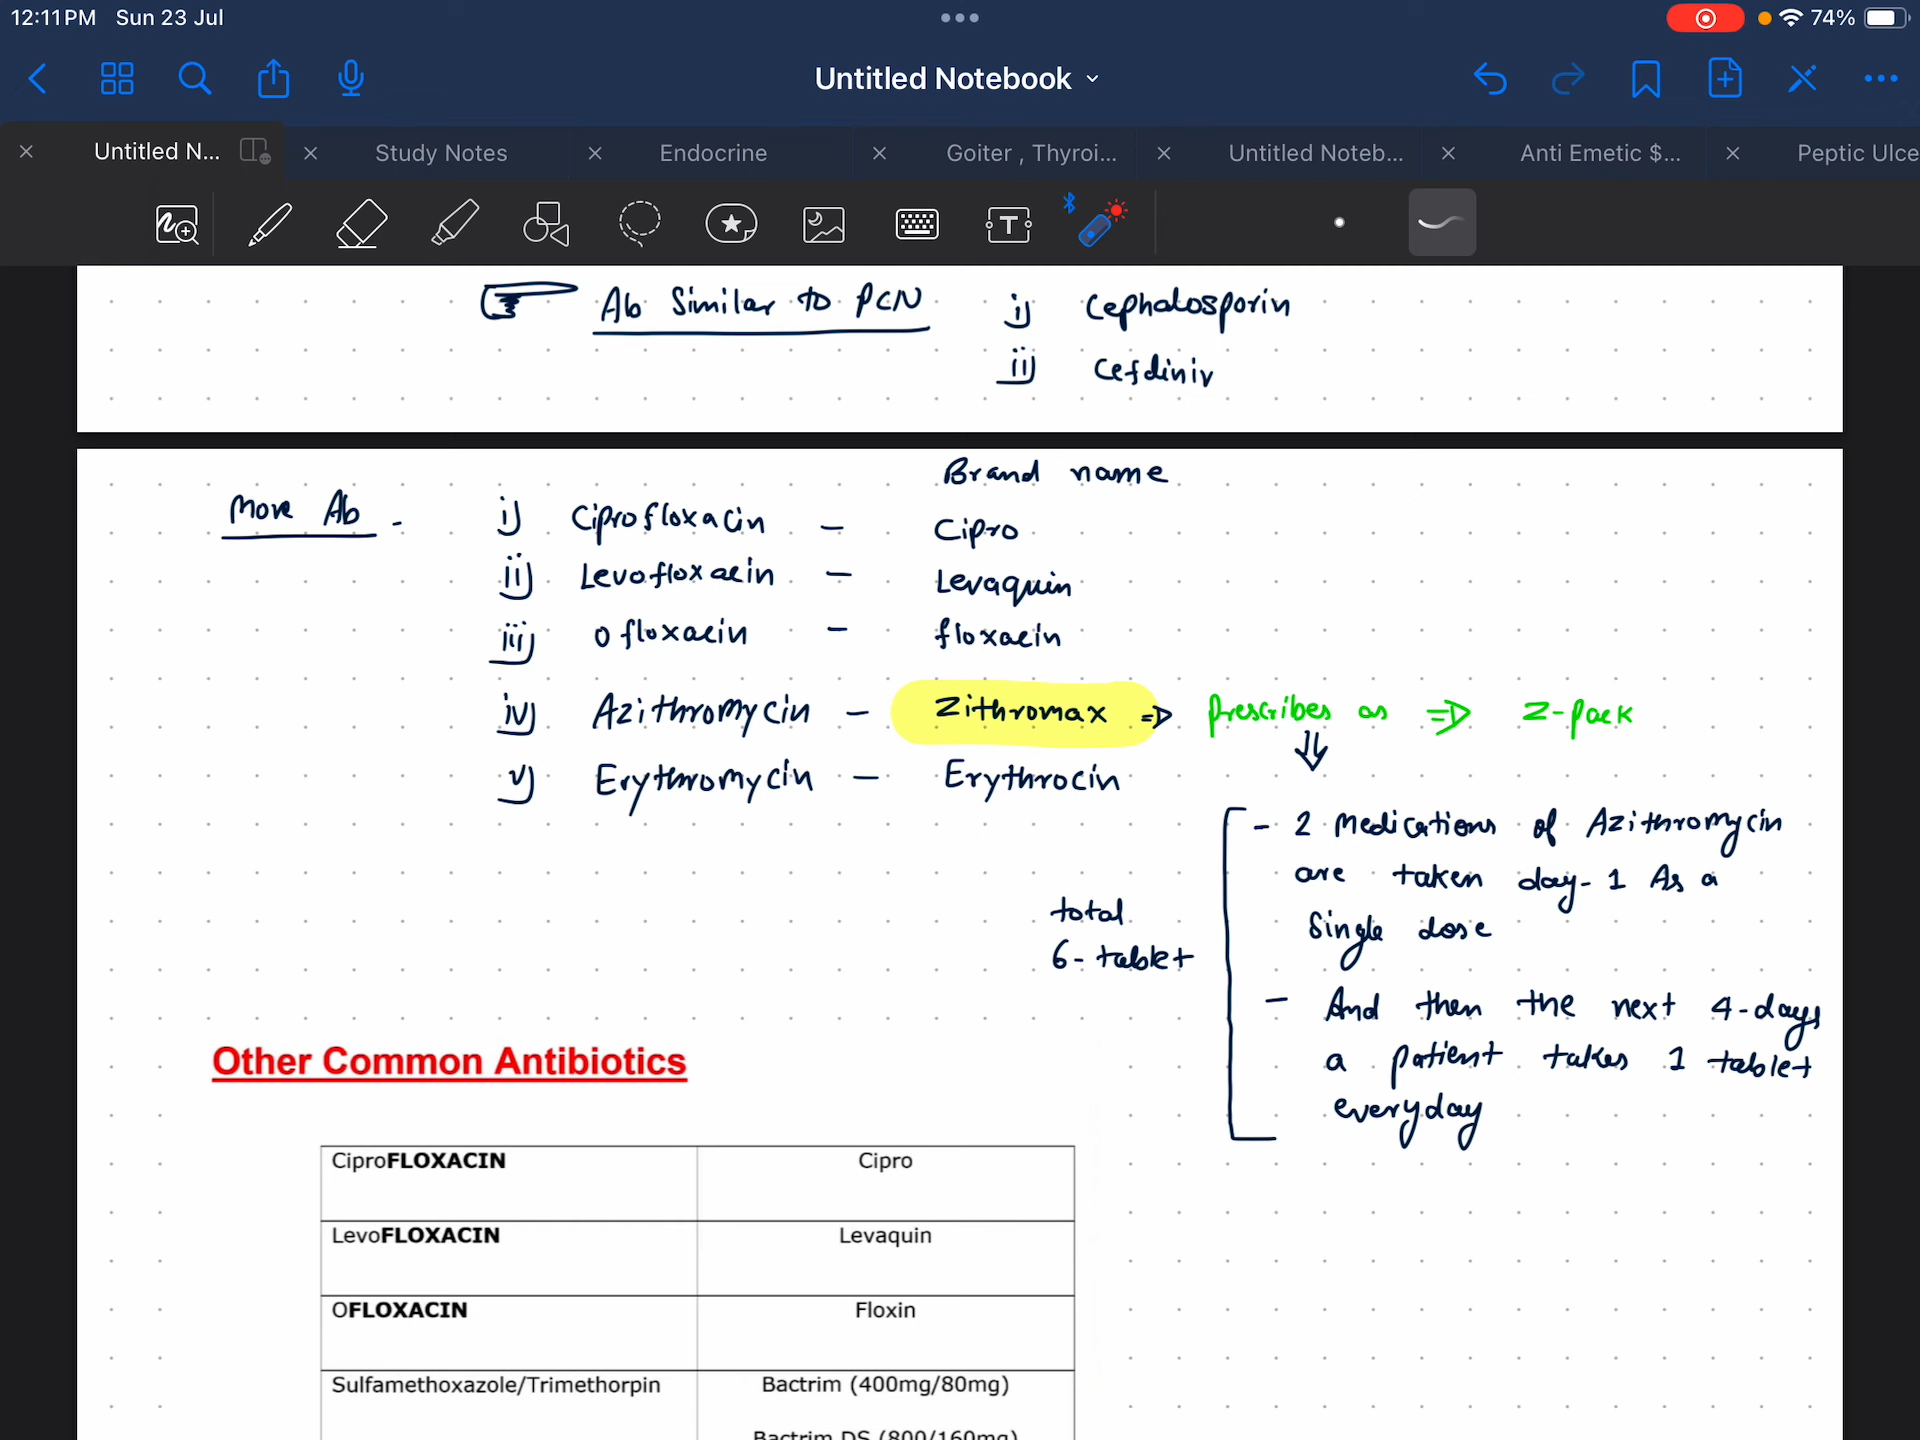 12:11 PM Sun 23 Jul
74%
Untitled Notebook
Untitled N...
Study Notes
Endocrine
Goiter , Thyroi...
Untitled Noteb...
Anti Emetic $...
Peptic Ulce
Ab Similar to PCN
i) Cephalosporin
ii) Cefdinir
Brand name
More Ab -
i) Ciprofloxacin - Cipro
ii) Levofloxacin - Levaquin
iii) Ofloxacin - floxacin
iv) Azithromycin - Zithromax => Prescribes as => Z-pack
v) Erythromycin - Erythrocin
- 2 Medications of Azithromycin
are taken day-1 As a
Single dose
total
6-tablet
- And then the next 4-days
a patient takes 1 tablet
everyday
Other Common Antibiotics
CiproFLOXACIN Cipro
LevoFLOXACIN Levaquin
OFLOXACIN Floxin
Sulfamethoxazole/Trimethorpin Bactrim (400mg/80mg)
Bactrim DS (800/160mg)